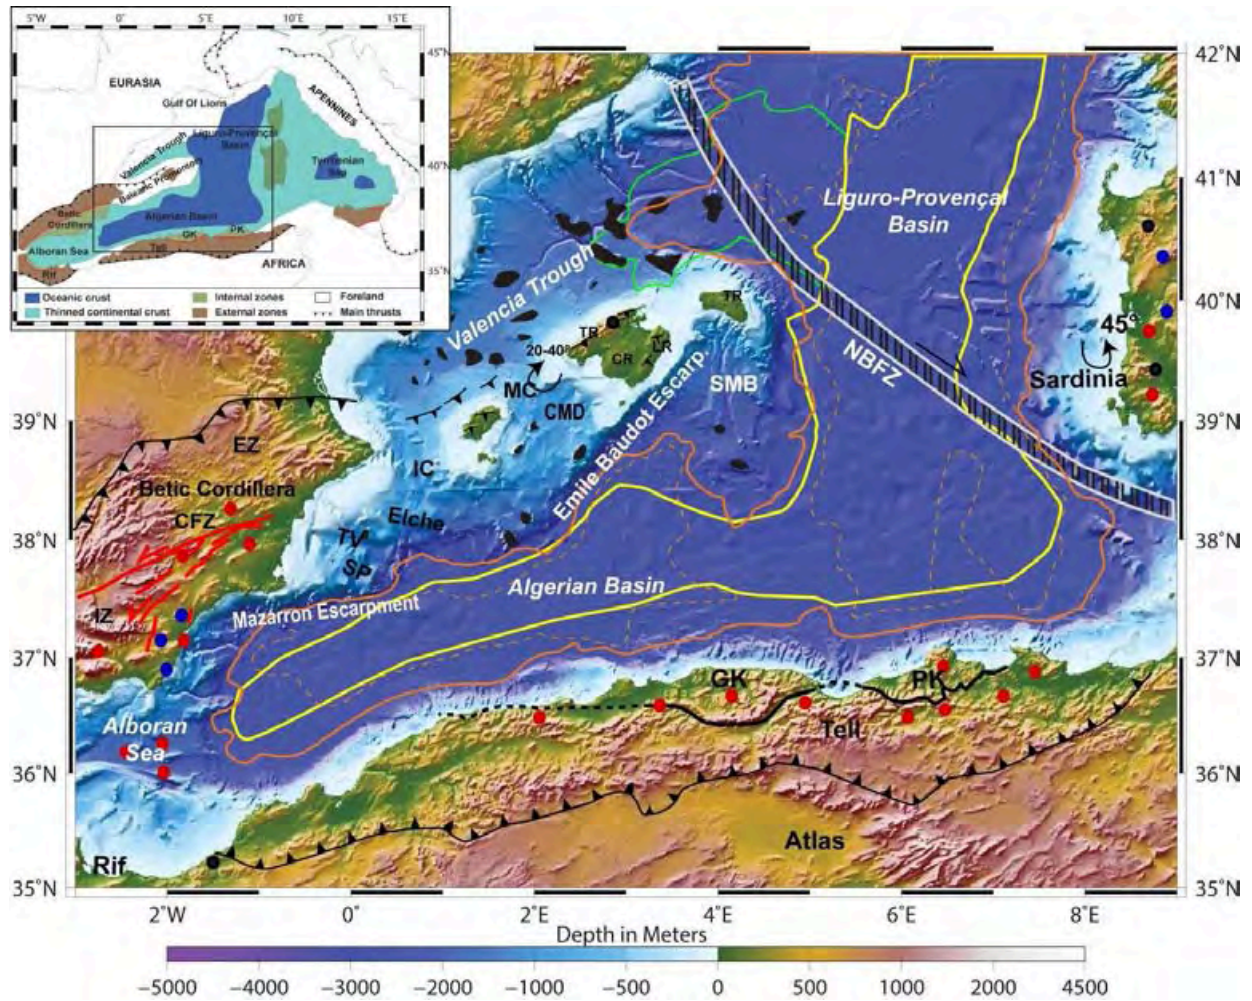 5°W 0° 5°E 10°E 15°E
45°N
40°N
35°N
EURASIA
Gulf Of Lions
APENNINES
Valencia Trough
Liguro-Provençal
Basin
Balearic Promontory
Tyrrhenian
Sea
Betic
Cordillera
Algerian Basin
GK
PK
Alboran Sea
Tell
AFRICA
Rif
Oceanic crust
Internal zones
Foreland
Thinned continental crust
External zones
Main thrusts
42°N
41°N
40°N
39°N
38°N
37°N
36°N
35°N
39°N
38°N
37°N
36°N
35°N
Liguro-Provençal
Basin
Valencia Trough
TR
TR
LR
CR
20-40°
MC
CMD
SMB
NBFZ
45°
Sardinia
Emile Baudot Escarp.
EZ
IC
Betic Cordillera
CFZ
Elche
TV
SP
IZ
Mazarron Escarpment
Algerian Basin
GK
PK
Tell
Alboran
Sea
Atlas
Rif
2°W 0° 2°E 4°E 6°E 8°E
Depth in Meters
−5000 −4000 −3000 −2000 −1000 −500 0 500 1000 2000 4500